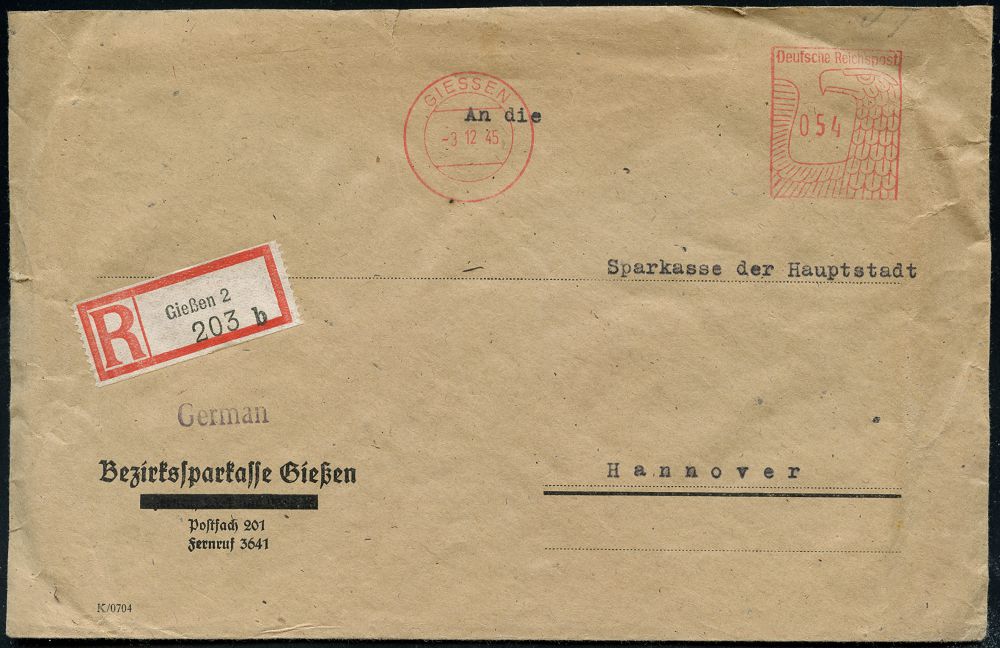 Deutsche Reichspost
054
GIESSEN
-3 12 45
An die
Sparkasse der Hauptstadt
R
Gießen 2
203 b
German
Bezirkssparkasse Gießen
Postfach 201
Fernruf 3641
Hannover
K/0704
1